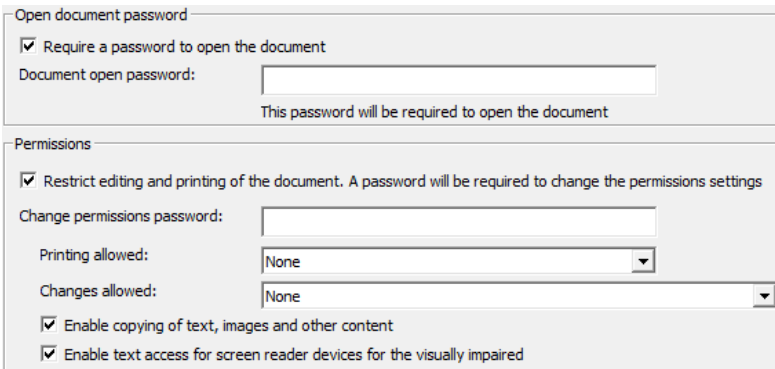 Open document password
Require a password to open the document
Document open password:
This password will be required to open the document
Permissions
Restrict editing and printing of the document. A password will be required to change the permissions settings
Change permissions password:
Printing allowed: None
Changes allowed: None
Enable copying of text, images and other content
Enable text access for screen reader devices for the visually impaired